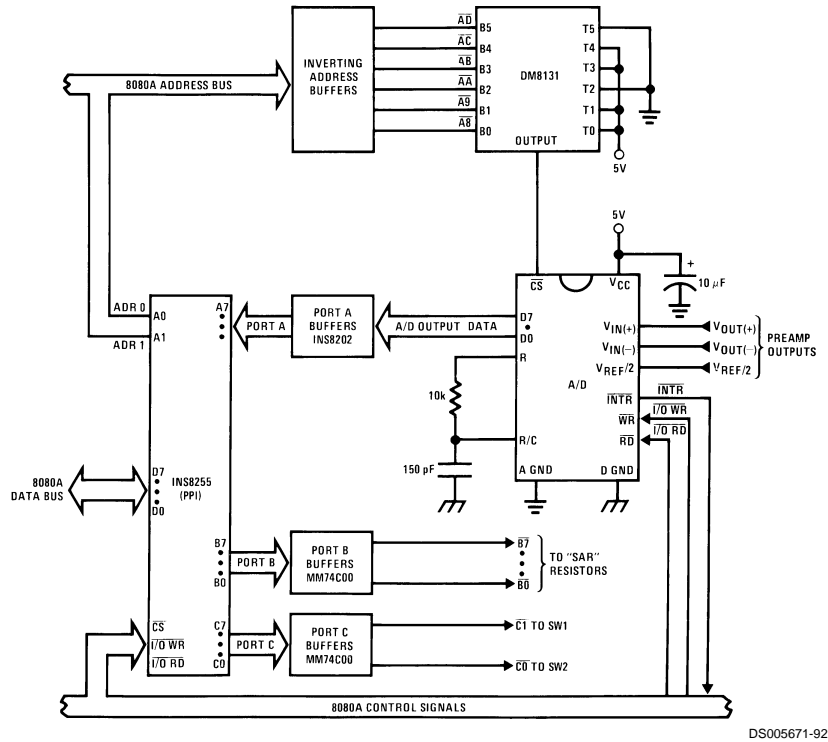 8080A ADDRESS BUS
INVERTING
ADDRESS
BUFFERS
AD
AC
AB
AA
A9
A8
B5
B4
B3
B2
B1
B0
DM8131
OUTPUT
T5
T4
T3
T2
T1
T0
5V
5V
10 µF
CS
VCC
D7
D0
R
R/C
A GND
D GND
A/D
VIN(+)
VIN(−)
VREF/2
INTR
WR
RD
VOUT(+)
VOUT(−)
VREF/2
PREAMP
OUTPUTS
INTR
I/O WR
I/O RD
10k
150 pF
ADR 0
ADR 1
A0
A1
A7
PORT A
PORT A
BUFFERS
INS8202
A/D OUTPUT DATA
8080A
DATA BUS
D7
D0
INS8255
(PPI)
B7
B0
PORT B
PORT B
BUFFERS
MM74C00
B7
B0
TO "SAR"
RESISTORS
CS
I/O WR
I/O RD
C7
C0
PORT C
PORT C
BUFFERS
MM74C00
C1 TO SW1
C0 TO SW2
8080A CONTROL SIGNALS
DS005671-92